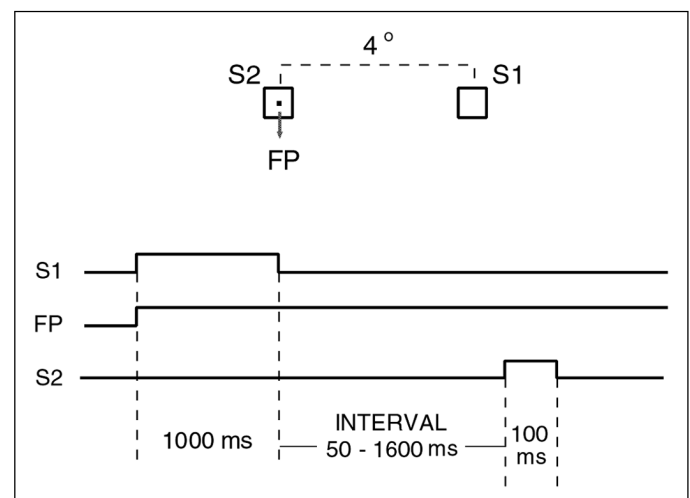 4°
S2
S1
FP
S1
FP
S2
INTERVAL
1000 ms
50 - 1600 ms
100
ms